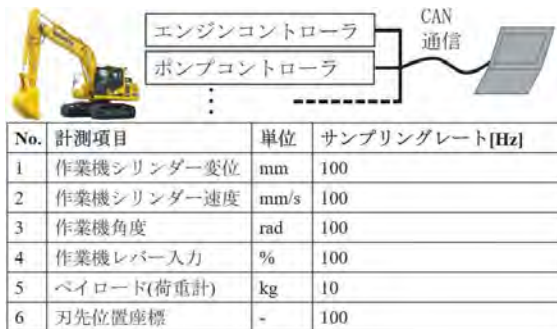 エンジンコントローラ
CAN
通信
ポンプコントローラ
No. 計測項目 単位 サンプリングレート[Hz]
1 作業機シリンダー変位 mm 100
2 作業機シリンダー速度 mm/s 100
3 作業機角度 rad 100
4 作業機レバー入力 % 100
5 ペイロード(荷重計) kg 10
6 刃先位置座標 - 100